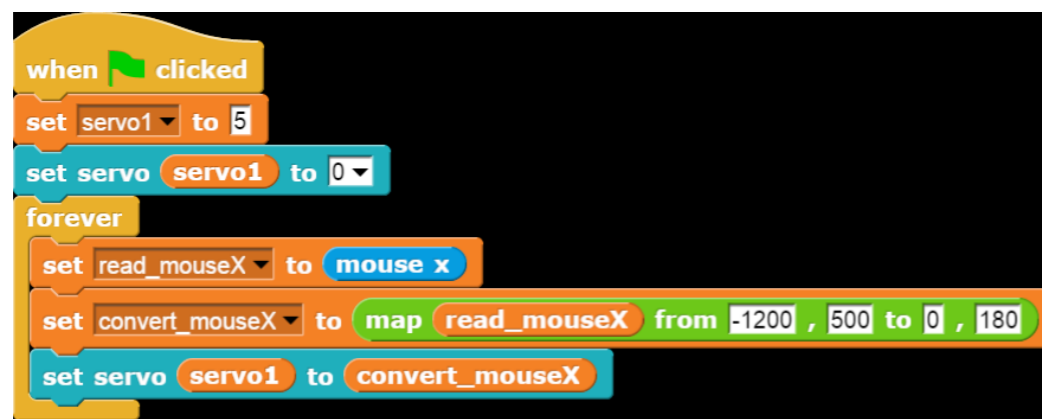 when clicked
set servo1 to 5
set servo servo1 to 0
forever
set read_mouseX to mouse x
set convert_mouseX to map read_mouseX from -1200 , 500 to 0 , 180
set servo servo1 to convert_mouseX